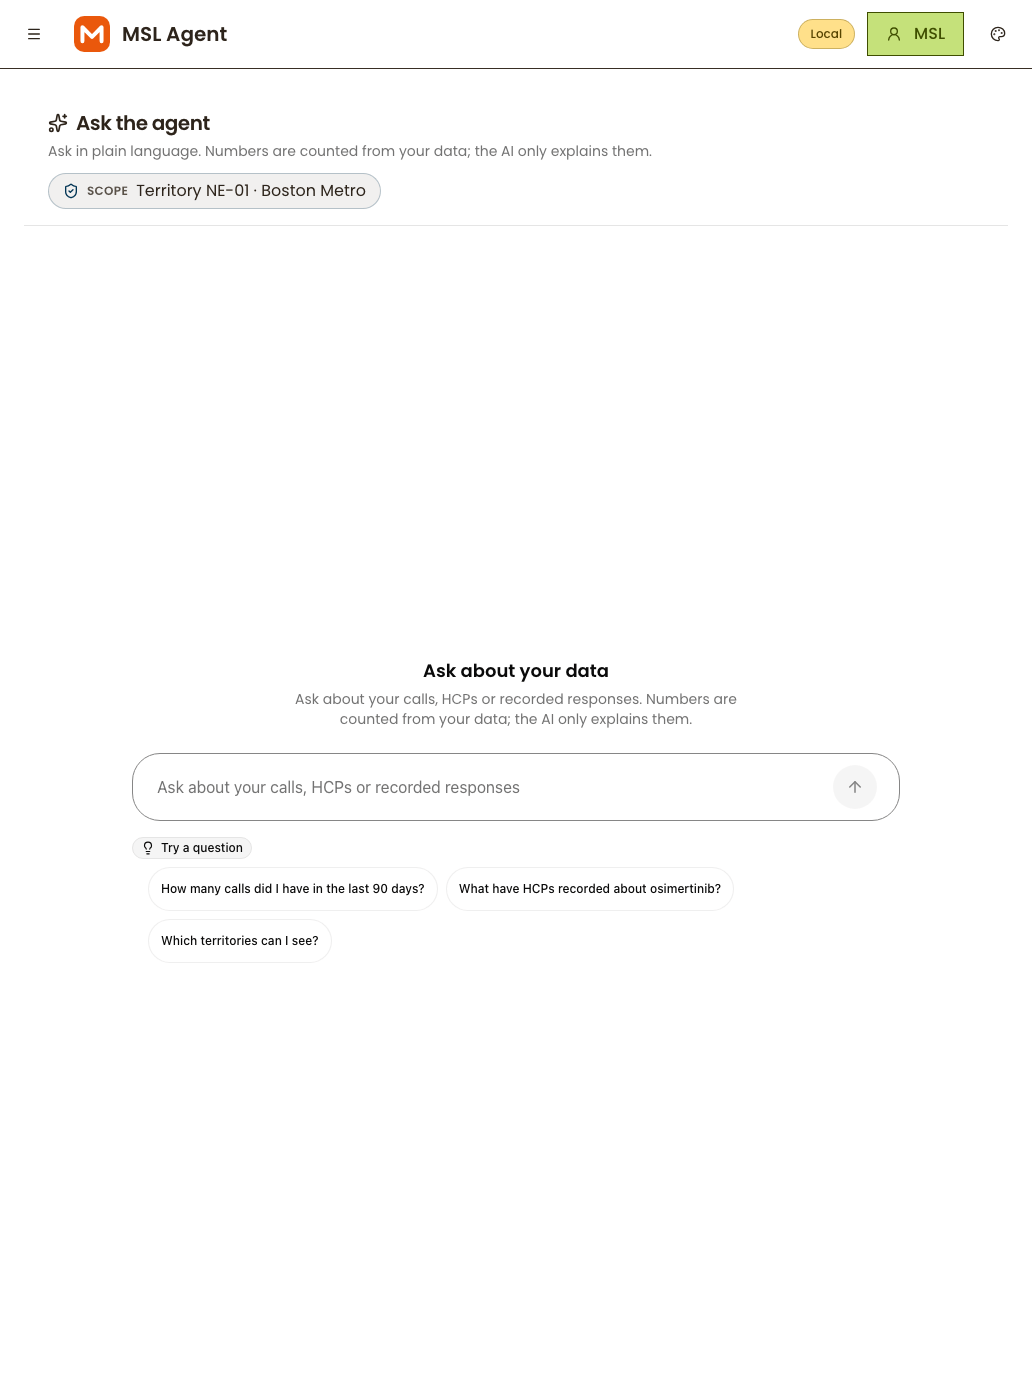 MSL Agent
Local
MSL
Ask the agent
Ask in plain language. Numbers are counted from your data; the AI only explains them.
SCOPE Territory NE-01 · Boston Metro
Ask about your data
Ask about your calls, HCPs or recorded responses. Numbers are
counted from your data; the AI only explains them.
Ask about your calls, HCPs or recorded responses
Try a question
How many calls did I have in the last 90 days?
What have HCPs recorded about osimertinib?
Which territories can I see?